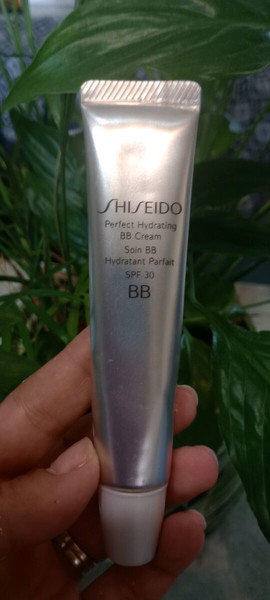 SHISEIDO
Perfect Hydrating
BB Cream
Soin BB
Hydratant Parfait
SPF 30
BB